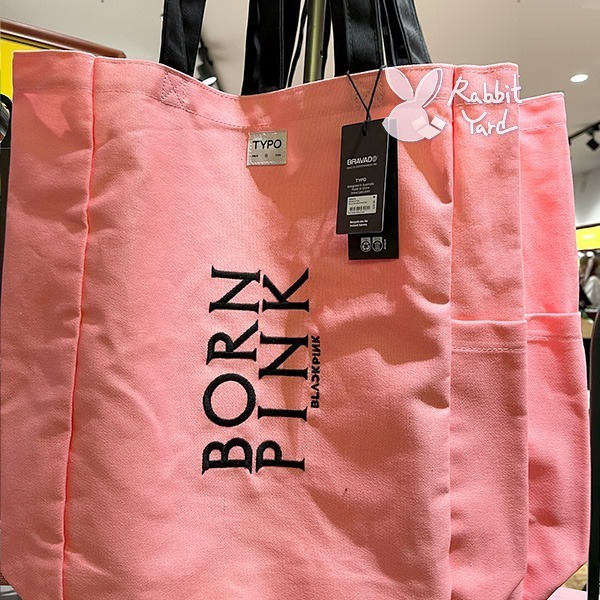 Rabbit
Yard
TYPO
BRAVADO
TYPO
BORN
PINK
BLACKPINK